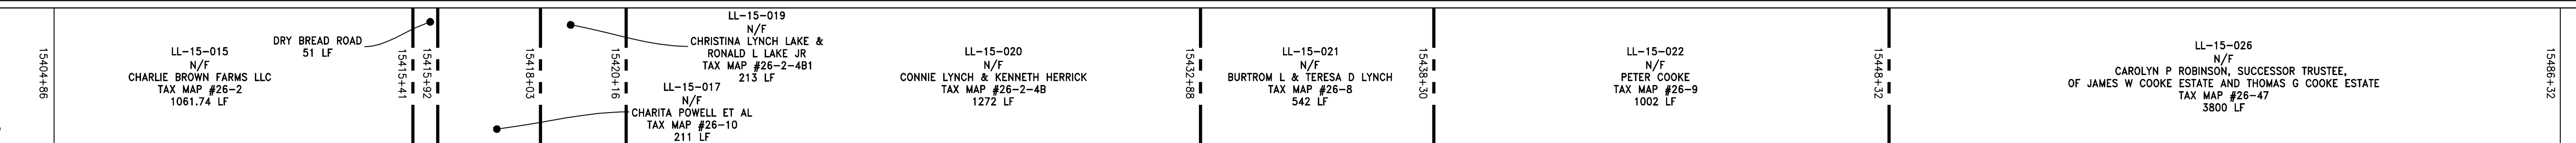 15404+86
LL-15-015
N/F
CHARLIE BROWN FARMS LLC
TAX MAP #26-2
1061.74 LF
DRY BREAD ROAD
51 LF
15415+41
15415+92
15418+03
15420+16
LL-15-019
N/F
CHRISTINA LYNCH LAKE &
RONALD L LAKE JR
TAX MAP #26-2-4B1
213 LF
LL-15-017
N/F
CHARITA POWELL ET AL
TAX MAP #26-10
211 LF
LL-15-020
N/F
CONNIE LYNCH & KENNETH HERRICK
TAX MAP #26-2-4B
1272 LF
15432+88
LL-15-021
N/F
BURTROM L & TERESA D LYNCH
TAX MAP #26-8
542 LF
15438+30
LL-15-022
N/F
PETER COOKE
TAX MAP #26-9
1002 LF
15448+32
LL-15-026
N/F
CAROLYN P ROBINSON, SUCCESSOR TRUSTEE,
OF JAMES W COOKE ESTATE AND THOMAS G COOKE ESTATE
TAX MAP #26-47
3800 LF
15486+32